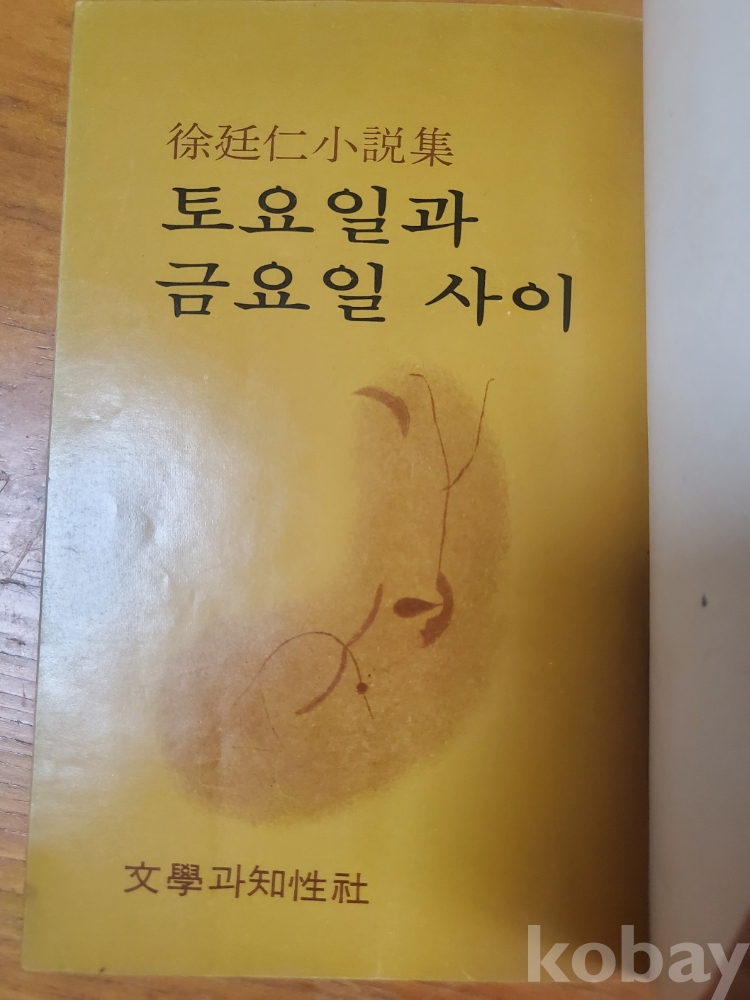 徐廷仁小説集
토요일과
금요일 사이
文學과知性社
kobay